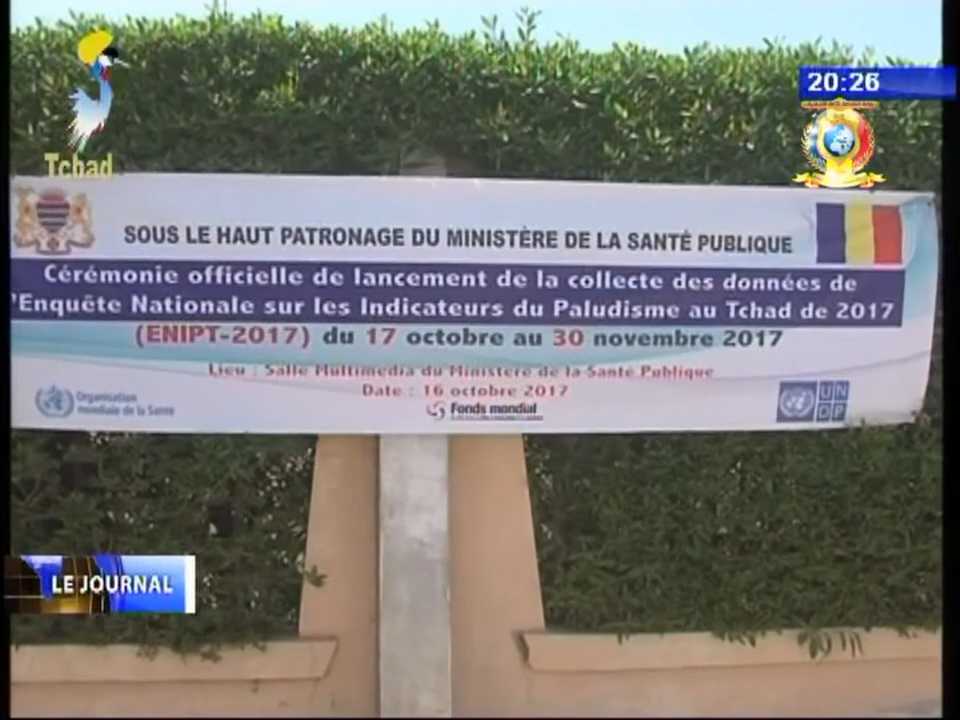 Tchad
20:26
SOUS LE HAUT PATRONAGE DU MINISTÈRE DE LA SANTÉ PUBLIQUE
Cérémonie officielle de lancement de la collecte des données de
l'Enquête Nationale sur les Indicateurs du Paludisme au Tchad de 2017
(ENIPT-2017) du 17 octobre au 30 novembre 2017
Lieu : Salle Multimedia du Ministère de la Santé Publique
Date : 16 octobre 2017
Organisation
mondiale de la Santé
Fonds mondial
UN
DP
LE JOURNAL